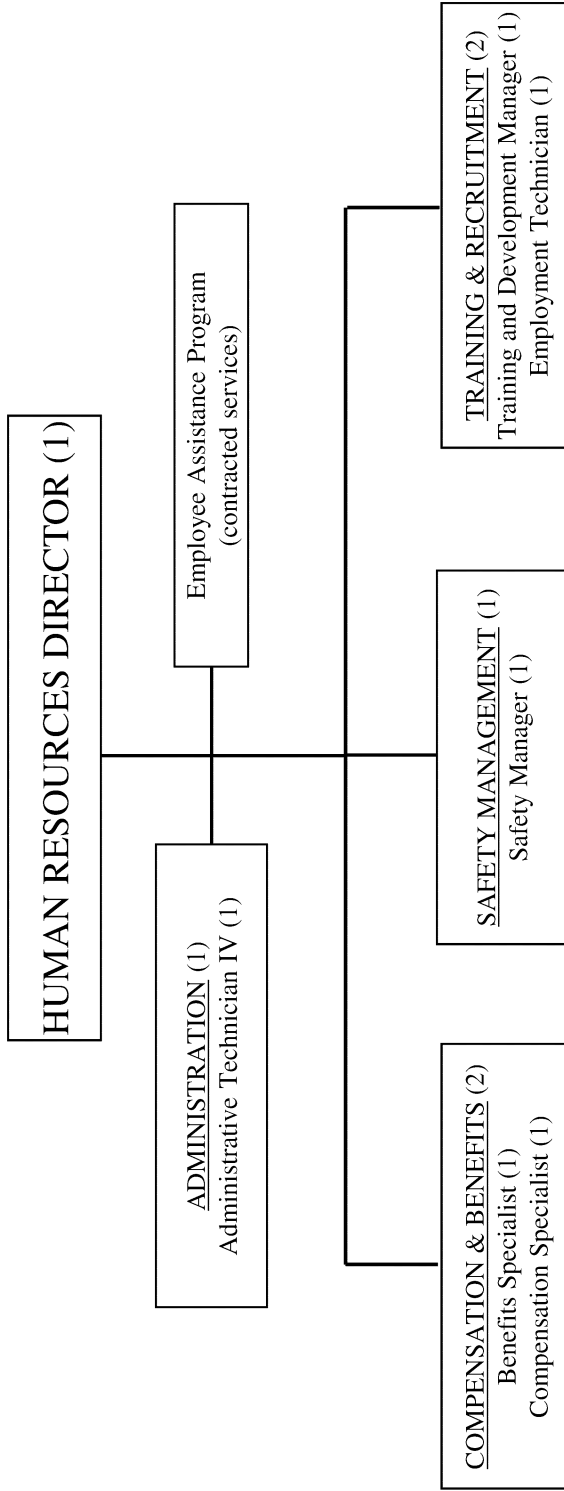 HUMAN RESOURCES DIRECTOR (1)
ADMINISTRATION (1)
Administrative Technician IV (1)
Employee Assistance Program
(contracted services)
COMPENSATION & BENEFITS (2)
Benefits Specialist (1)
Compensation Specialist (1)
SAFETY MANAGEMENT (1)
Safety Manager (1)
TRAINING & RECRUITMENT (2)
Training and Development Manager (1)
Employment Technician (1)